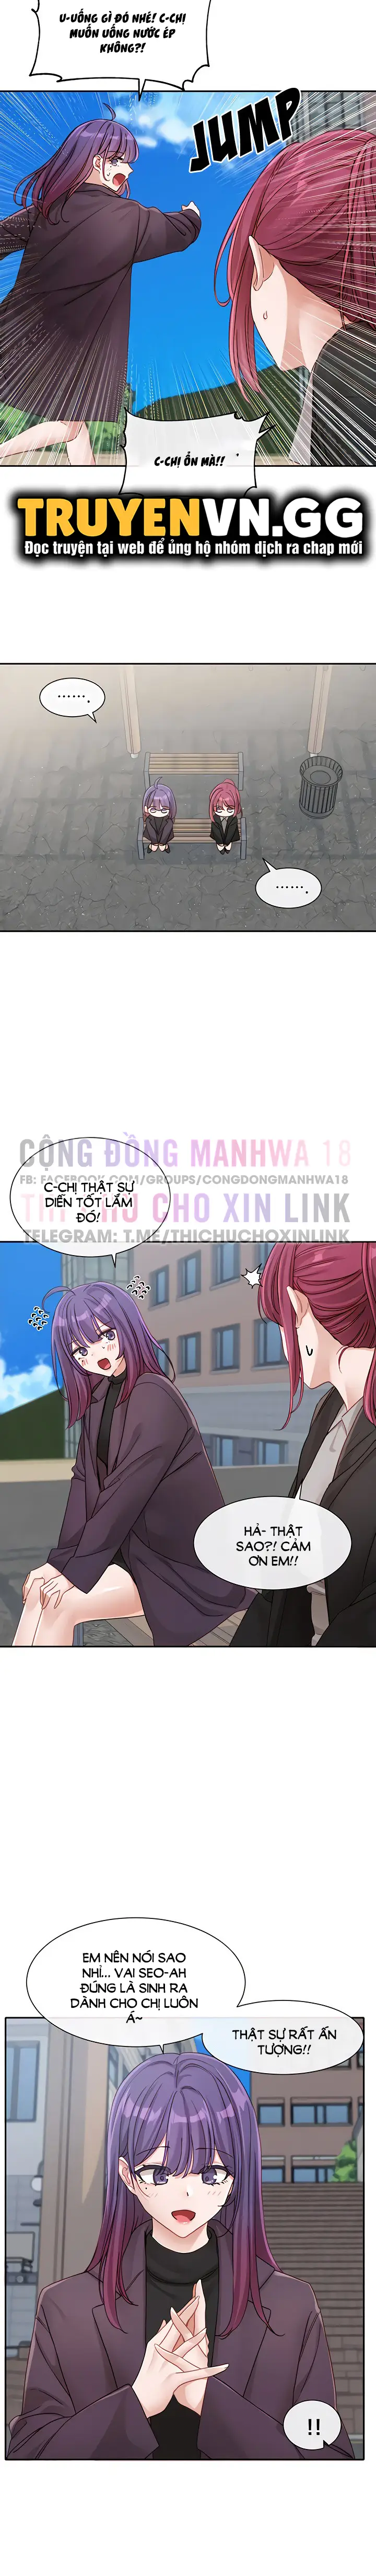 U-UỐNG GÌ ĐÓ NHÉ! C-CHỊ
MUỐN UỐNG NƯỚC ÉP
KHÔNG?!
JUMP
C-CHỊ ỔN MÀ!!
TRUYENVN.GG
Đọc truyện tại web để ủng hộ nhóm dịch ra chap mới
.......
.......
CỘNG ĐỒNG MANHWA 18
FB: FACEBOOK.COM/GROUPS/CONGDONGMANHWA18
C-CHỊ THẬT SỰ
DIỄN TỐT LẮM
ĐÓ!
THÍCH THÚ CHO XIN LINK
TELEGRAM: T.ME/THICHUCHOXINLINK
HẢ- THẬT
SAO?! CẢM
ƠN EM!!
EM NÊN NÓI SAO
NHỈ... VAI SEO-AH
ĐÚNG LÀ SINH RA
DÀNH CHO CHỊ LUÔN
Á~
THẬT SỰ RẤT ẤN
TƯỢNG!!
!!